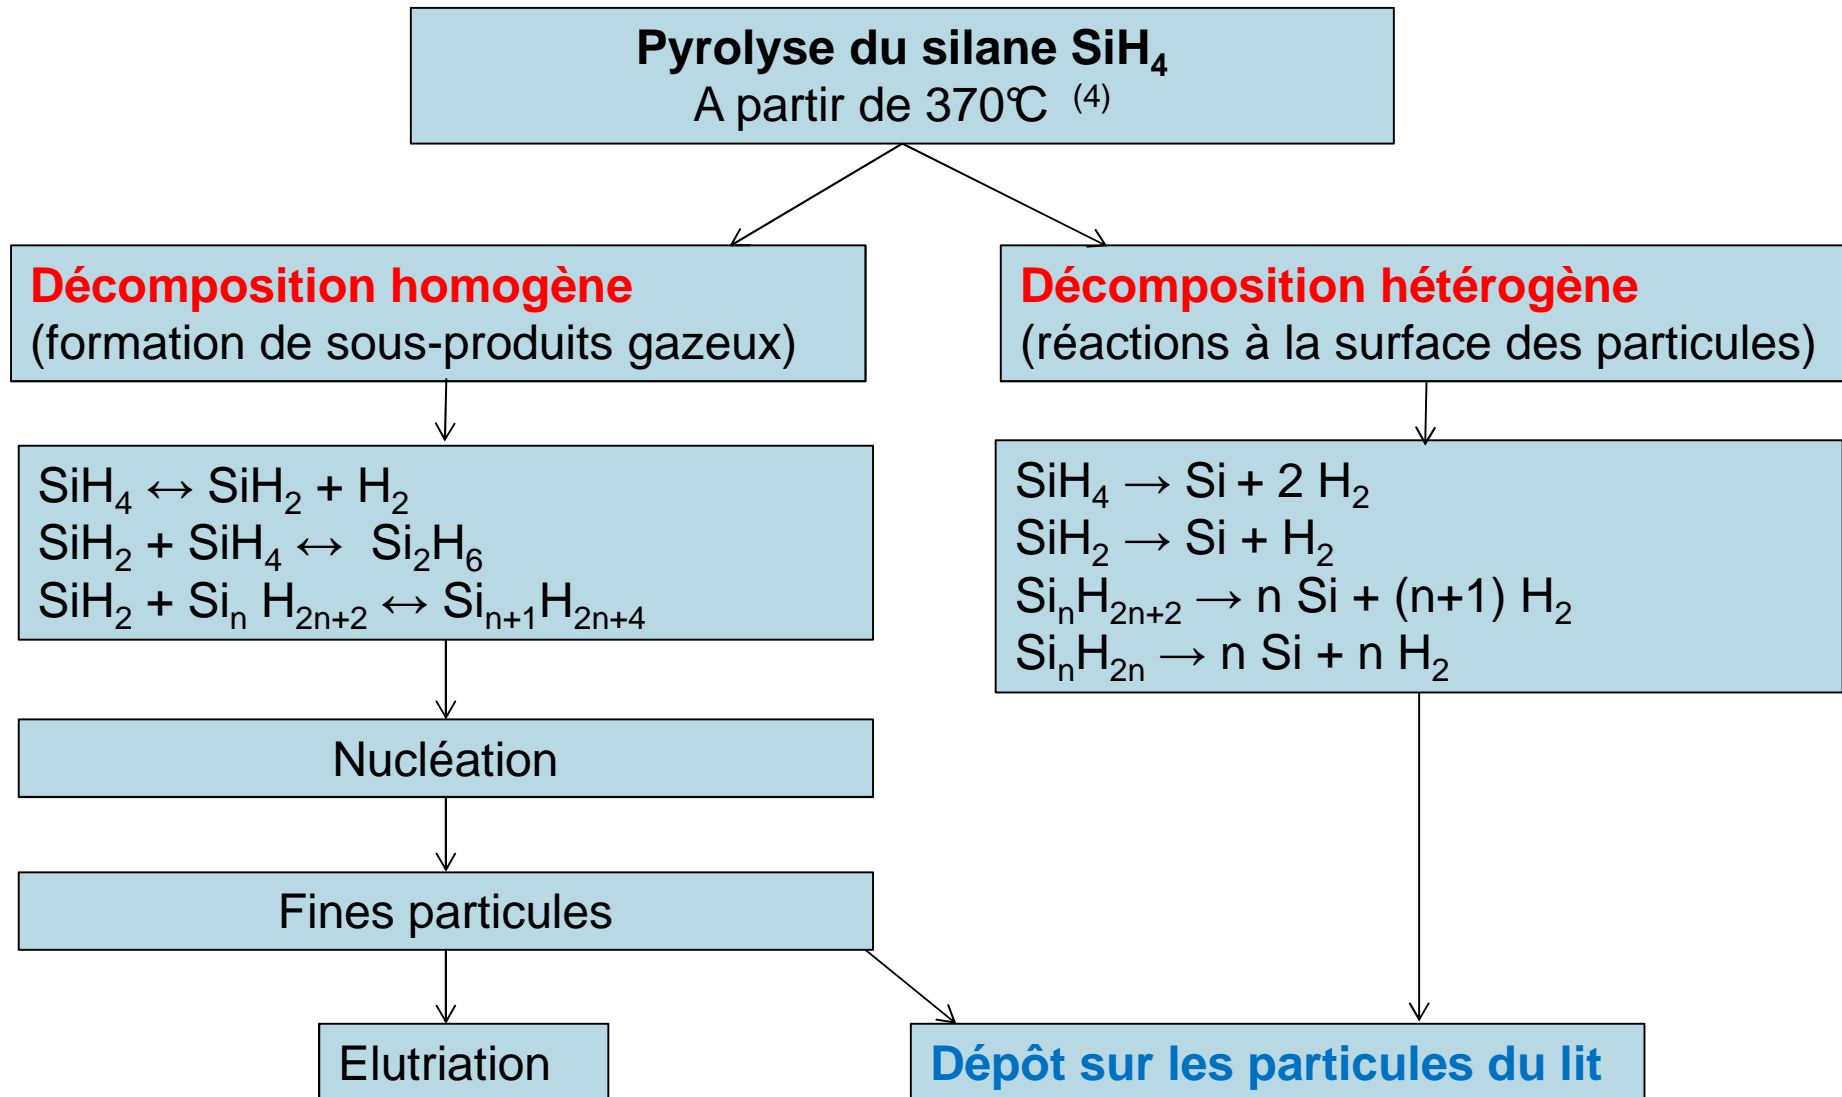 Pyrolyse du silane SiH₄
A partir de 370°C ⁽⁴⁾
Décomposition homogène
(formation de sous-produits gazeux)
Décomposition hétérogène
(réactions à la surface des particules)
SiH₄ ↔ SiH₂ + H₂
SiH₂ + SiH₄ ↔ Si₂H₆
SiH₂ + Siₙ H₂ₙ₊₂ ↔ Siₙ₊₁H₂ₙ₊₄
SiH₄ → Si + 2 H₂
SiH₂ → Si + H₂
SiₙH₂ₙ₊₂ → n Si + (n+1) H₂
SiₙH₂ₙ → n Si + n H₂
Nucléation
Fines particules
Elutriation
Dépôt sur les particules du lit